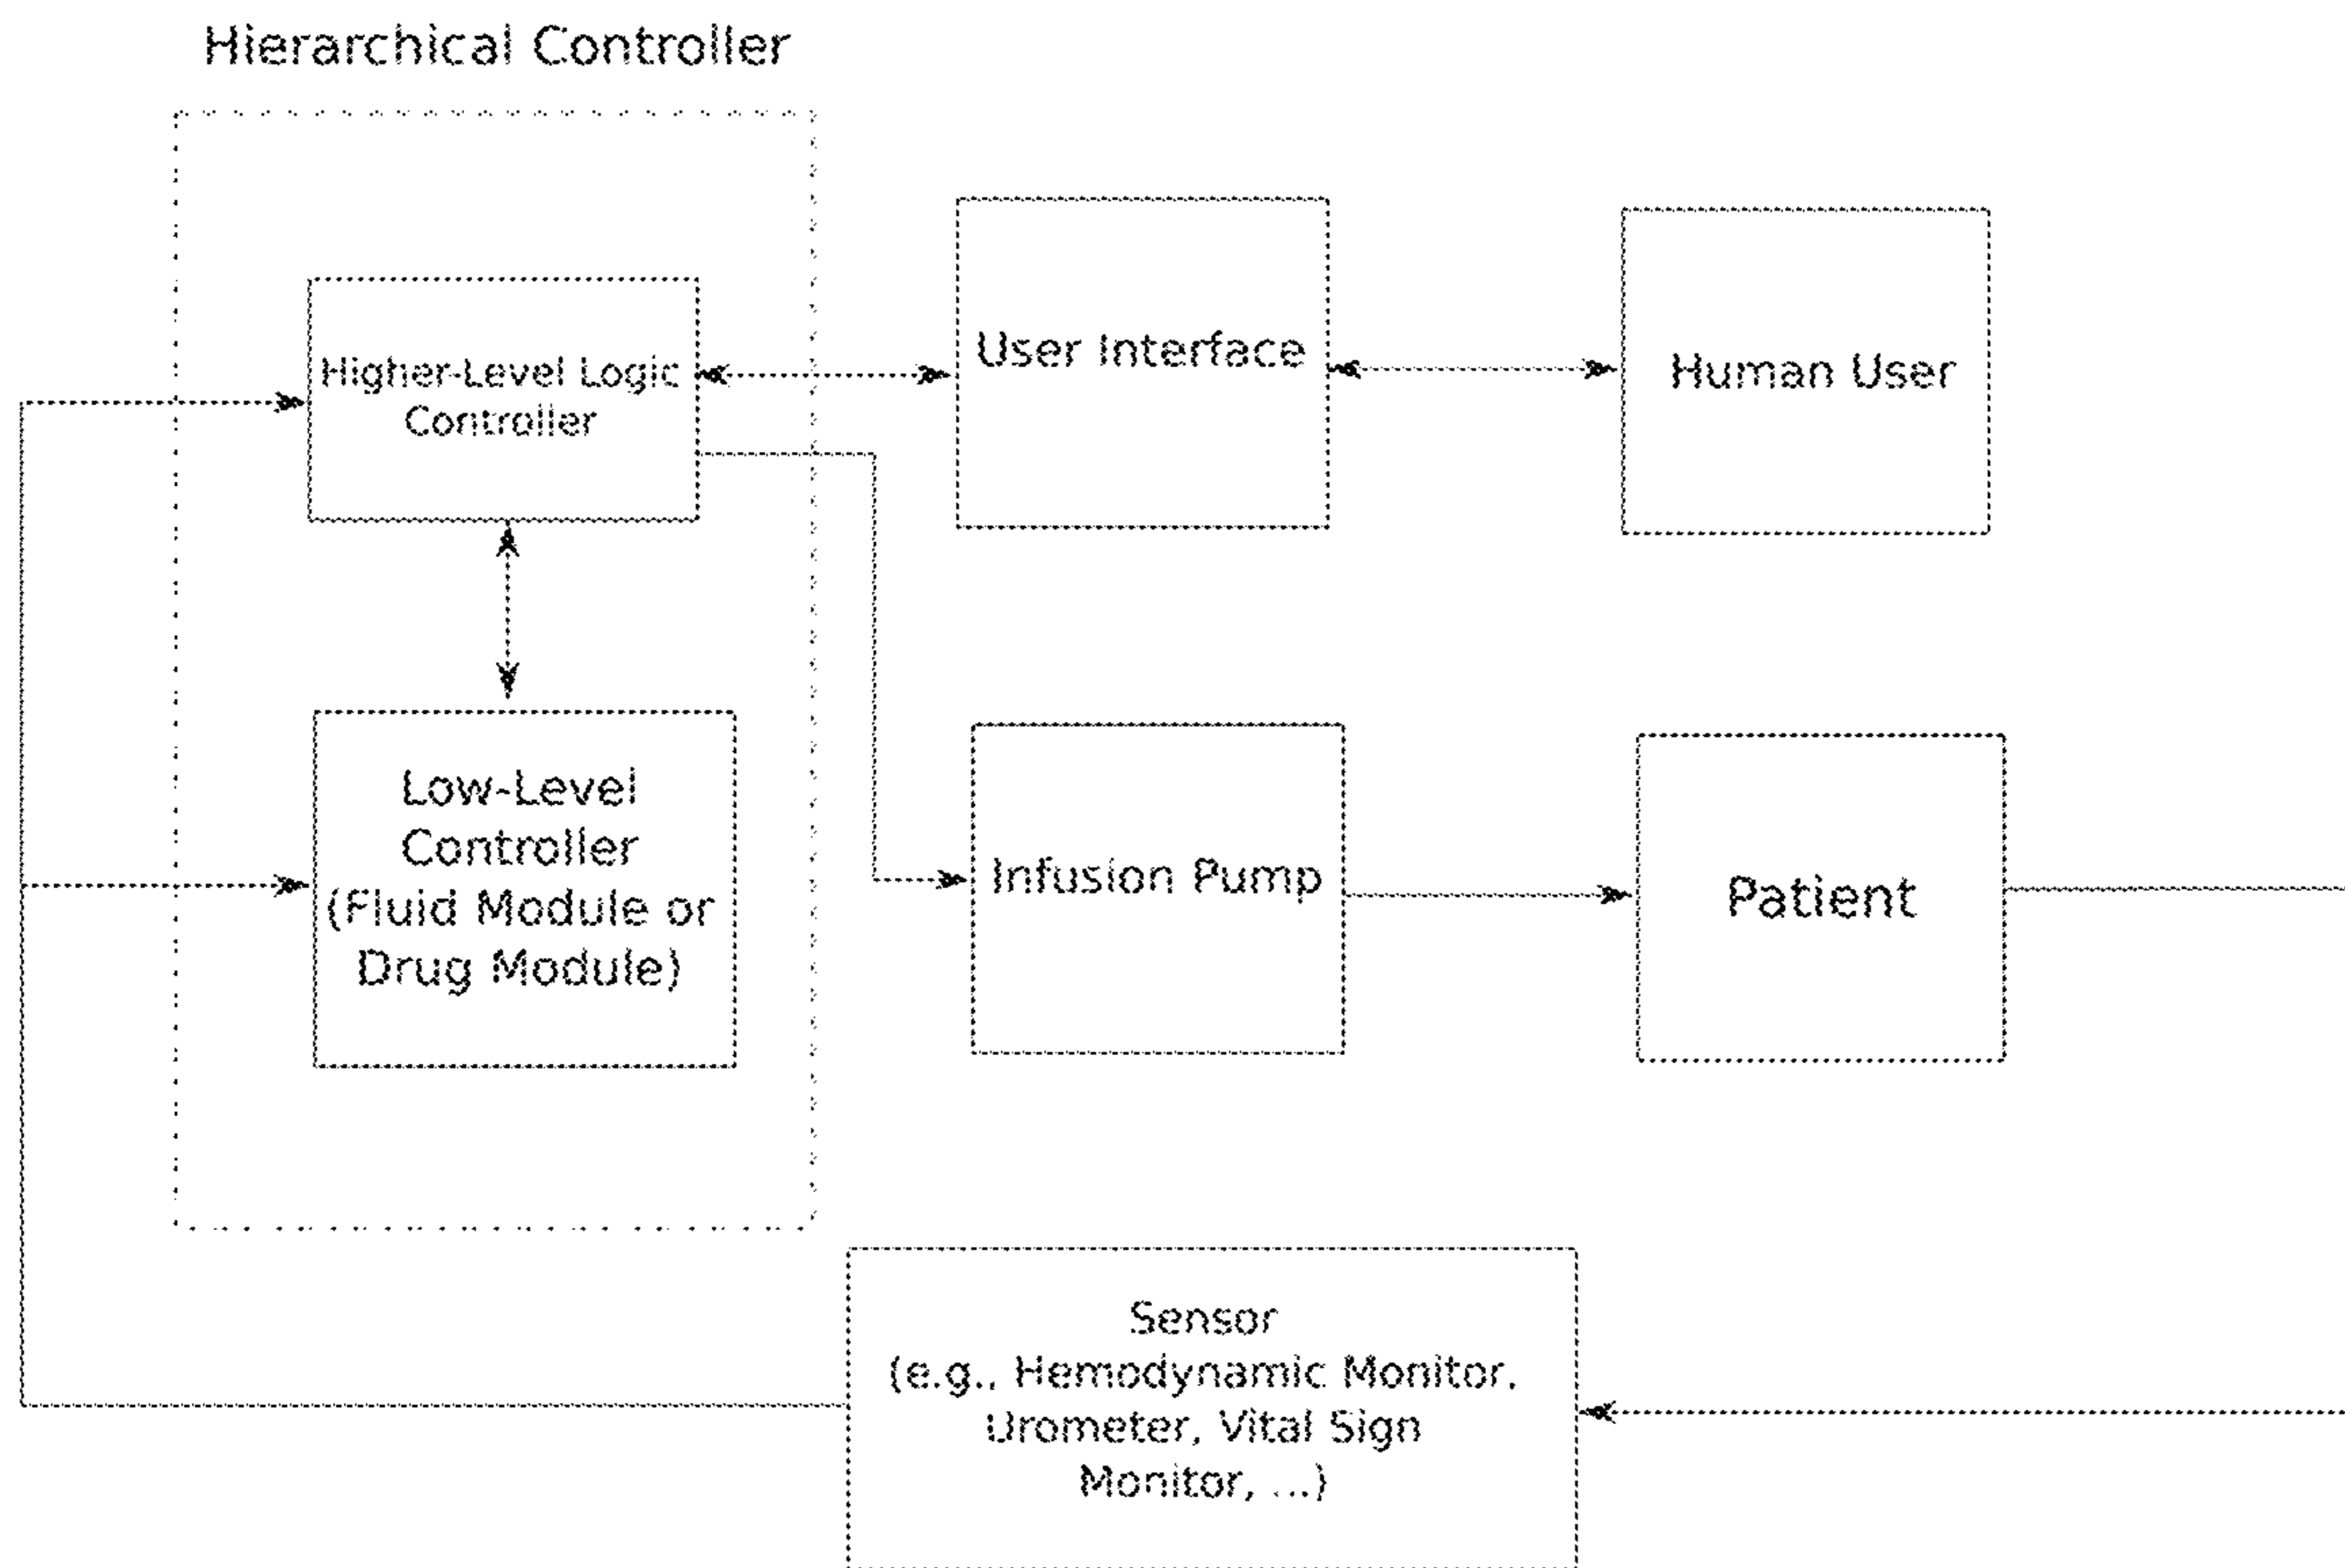 Hierarchical Controller
Higher-Level Logic
Controller
User Interface
Human User
Low-Level
Controller
(Fluid Module or
Drug Module)
Infusion Pump
Patient
Sensor
(e.g., Hemodynamic Monitor,
Urometer, Vital Sign
Monitor, ...)